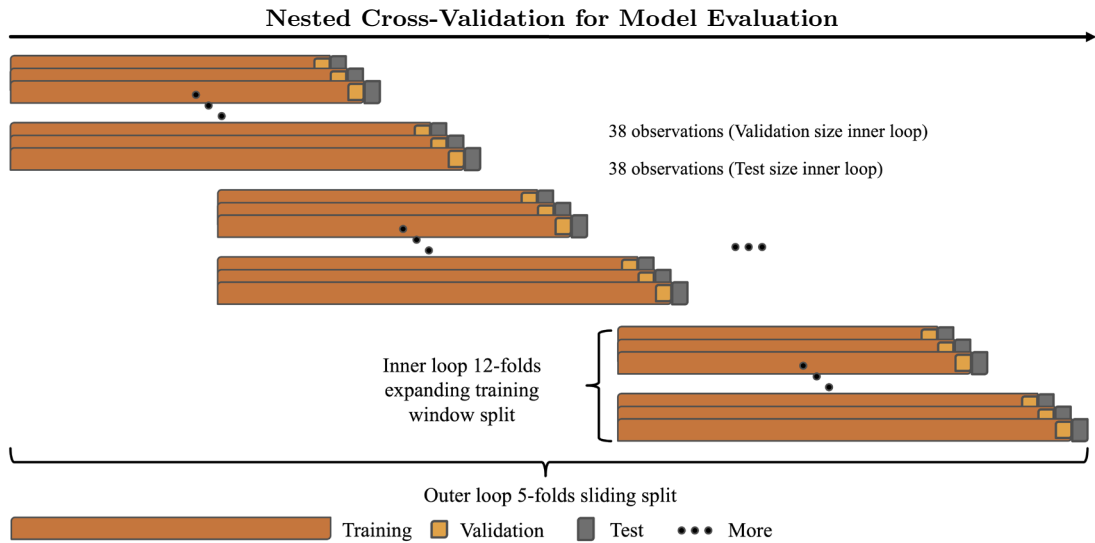 Nested Cross-Validation for Model Evaluation
38 observations (Validation size inner loop)
38 observations (Test size inner loop)
Inner loop 12-folds
expanding training
window split
Outer loop 5-folds sliding split
Training Validation Test More